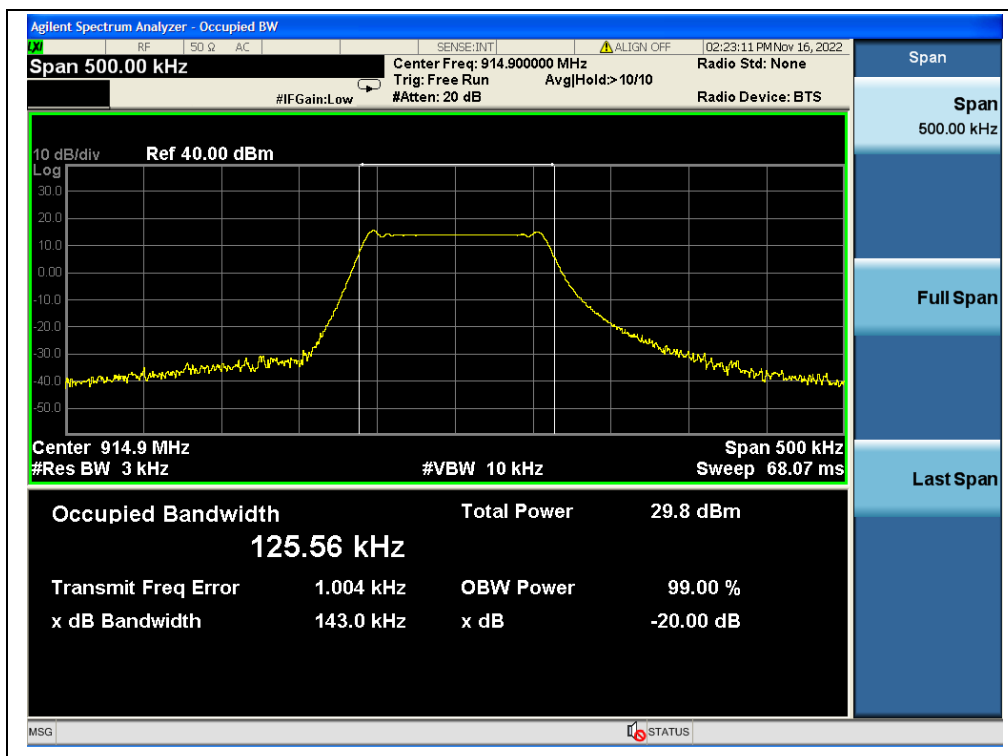 Agilent Spectrum Analyzer - Occupied BW
LXI RF 50 Ω AC SENSE:INT ALIGN OFF 02:23:11 PM Nov 16, 2022
Span 500.00 kHz
Center Freq: 914.900000 MHz Radio Std: None
Trig: Free Run Avg|Hold:> 10/10
#IFGain:Low #Atten: 20 dB Radio Device: BTS
10 dB/div Ref 40.00 dBm
Log
30.0
20.0
10.0
0.00
-10.0
-20.0
-30.0
-40.0
-50.0
Center 914.9 MHz Span 500 kHz
#Res BW 3 kHz #VBW 10 kHz Sweep 68.07 ms
Occupied Bandwidth Total Power 29.8 dBm
125.56 kHz
Transmit Freq Error 1.004 kHz OBW Power 99.00 %
x dB Bandwidth 143.0 kHz x dB -20.00 dB
MSG STATUS
Span
Span
500.00 kHz
Full Span
Last Span